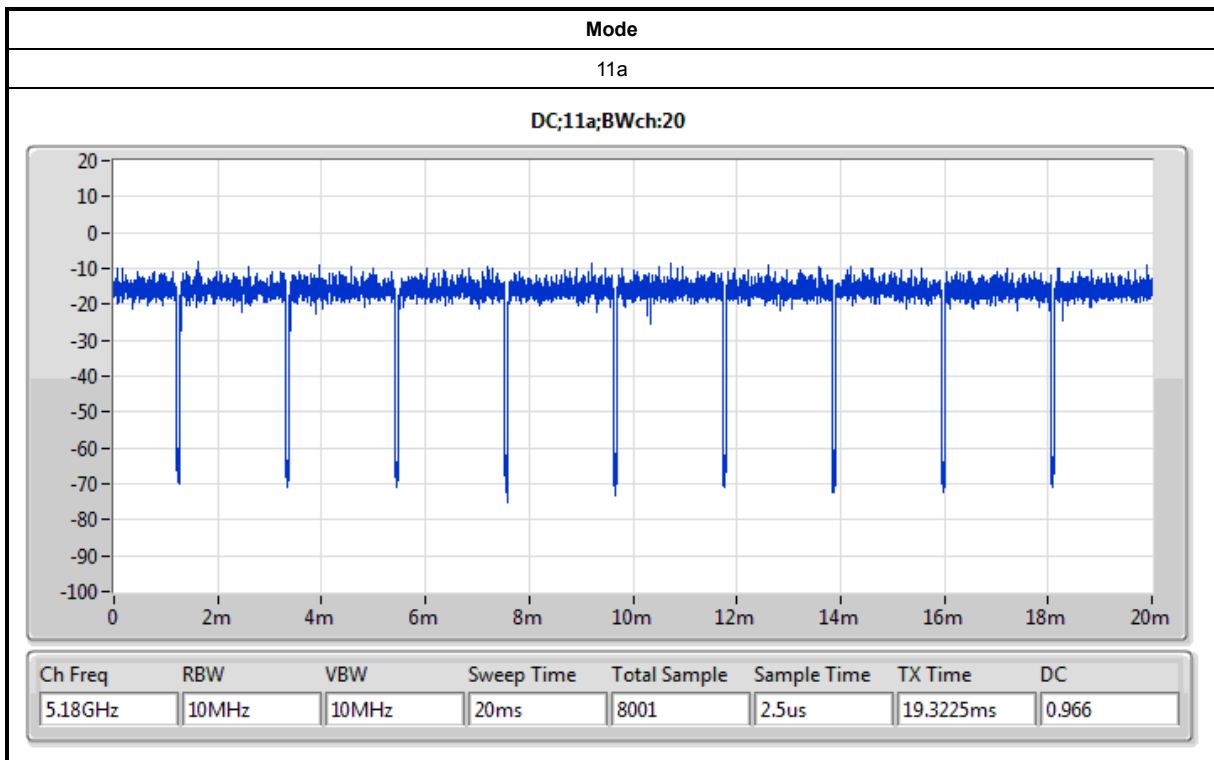 Mode
11a
DC;11a;BWch:20
20
10
0
-10
-20
-30
-40
-50
-60
-70
-80
-90
-100
0 2m 4m 6m 8m 10m 12m 14m 16m 18m 20m
Ch Freq RBW VBW Sweep Time Total Sample Sample Time TX Time DC
5.18GHz 10MHz 10MHz 20ms 8001 2.5us 19.3225ms 0.966